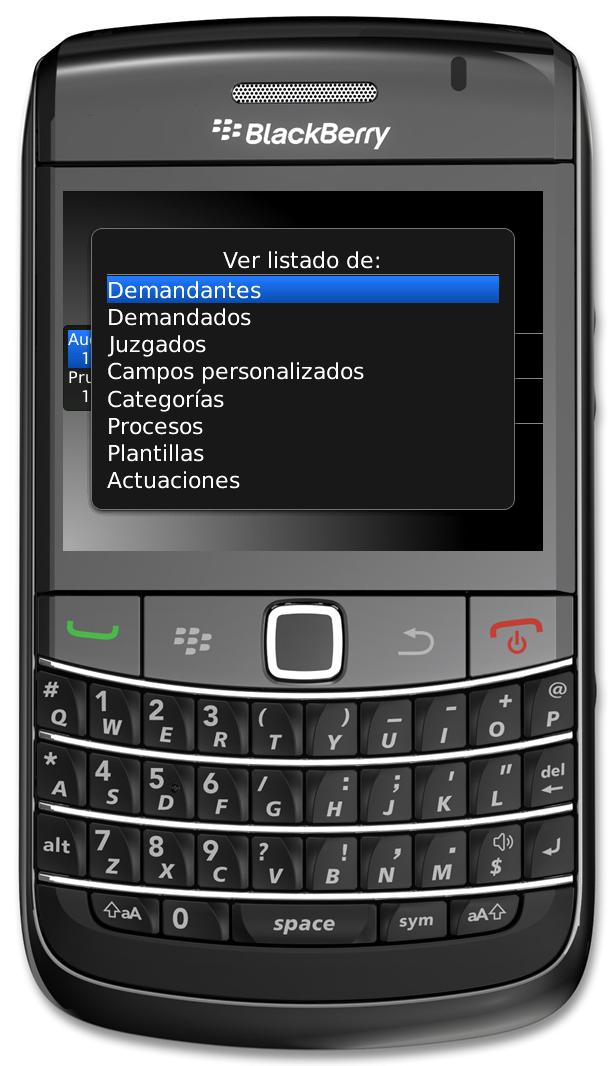 BlackBerry
Ver listado de:
Demandantes
Demandados
Juzgados
Campos personalizados
Categorías
Procesos
Plantillas
Actuaciones
Au
1
Pru
1
# Q 1 W 2 E 3 R ( T ) Y _ U - I + O @ P
* A 4 S 5 D 6 F / G : H ; J ' K " L del
alt 7 Z 8 X 9 C ? V ! B , N . M $
aA 0 space sym aA